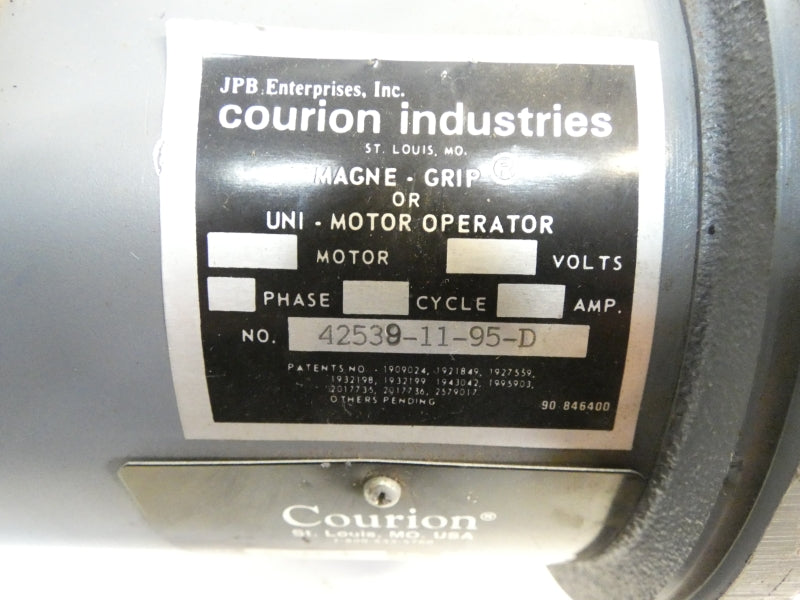 JPB Enterprises, Inc.
courion industries
ST. LOUIS, MO.
MAGNE - GRIP ®
OR
UNI - MOTOR OPERATOR
MOTOR VOLTS
PHASE CYCLE AMP.
NO. 42539-11-95-D
PATENTS NO - 1909024, 1921849, 1927559,
1932198, 1932199 1943042, 1995903,
2017735, 2017736, 2579017
OTHERS PENDING
90 846400
Courion®
St. Louis, MO. USA